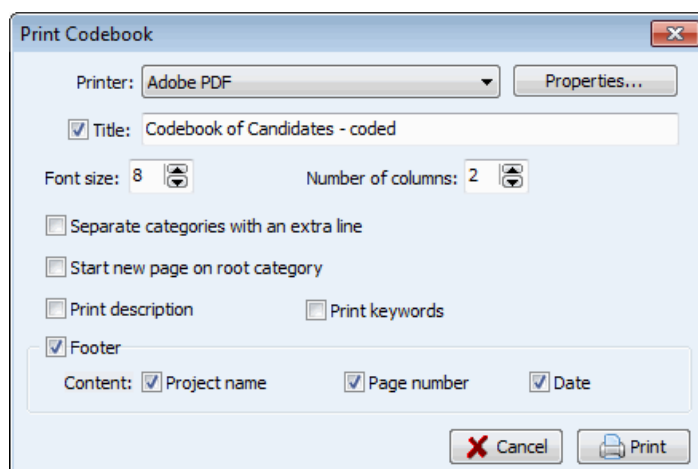 Print Codebook
Printer: Adobe PDF Properties...
Title: Codebook of Candidates - coded
Font size: 8 Number of columns: 2
Separate categories with an extra line
Start new page on root category
Print description Print keywords
Footer
Content: Project name Page number Date
Cancel Print